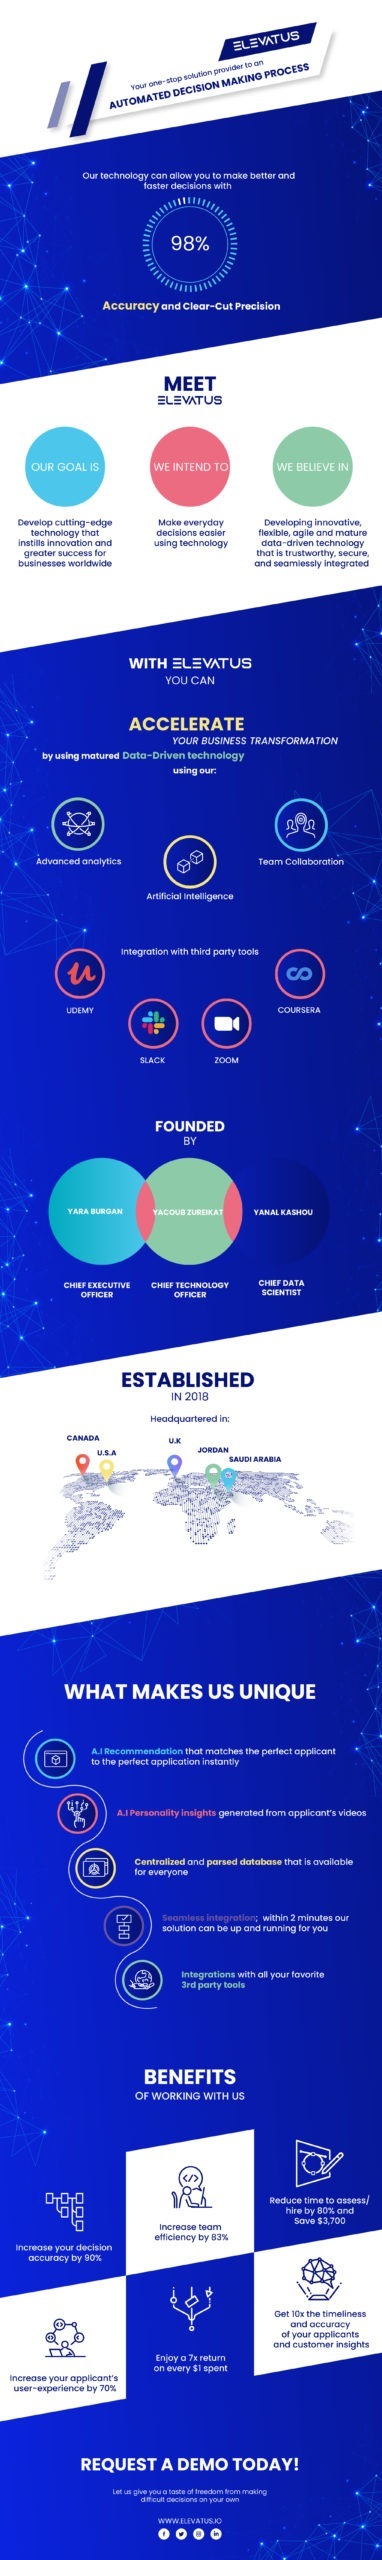 ELEVATUS
Your one-stop solution provider to an
AUTOMATED DECISION MAKING PROCESS
Our technology can allow you to make better and
faster decisions with
98%
Accuracy and Clear-Cut Precision
MEET
ELEVATUS
OUR GOAL IS
WE INTEND TO
WE BELIEVE IN
Develop cutting-edge
technology that
instills innovation and
greater success for
businesses worldwide
Make everyday
decisions easier
using technology
Developing innovative,
flexible, agile and mature
data-driven technology
that is trustworthy, secure,
and seamlessly integrated
WITH ELEVATUS
YOU CAN
ACCELERATE
YOUR BUSINESS TRANSFORMATION
by using matured Data-Driven technology
using our:
Advanced analytics
Artificial Intelligence
Team Collaboration
Integration with third party tools
UDEMY
SLACK
ZOOM
COURSERA
FOUNDED
BY
YARA BURGAN
YACOUB ZUREIKAT
YANAL KASHOU
CHIEF EXECUTIVE
OFFICER
CHIEF TECHNOLOGY
OFFICER
CHIEF DATA
SCIENTIST
ESTABLISHED
IN 2018
Headquartered in:
CANADA
U.S.A
U.K
JORDAN
SAUDI ARABIA
WHAT MAKES US UNIQUE
A.I Recommendation that matches the perfect applicant
to the perfect application instantly
A.I Personality insights generated from applicant's videos
Centralized and parsed database that is available
for everyone
Seamless integration; within 2 minutes our
solution can be up and running for you
Integrations with all your favorite
3rd party tools
BENEFITS
OF WORKING WITH US
Increase your decision
accuracy by 90%
Increase team
efficiency by 83%
Reduce time to assess/
hire by 80% and
Save $3,700
Increase your applicant's
user-experience by 70%
Enjoy a 7x return
on every $1 spent
Get 10x the timeliness
and accuracy
of your applicants
and customer insights
REQUEST A DEMO TODAY!
Let us give you a taste of freedom from making
difficult decisions on your own
WWW.ELEVATUS.IO